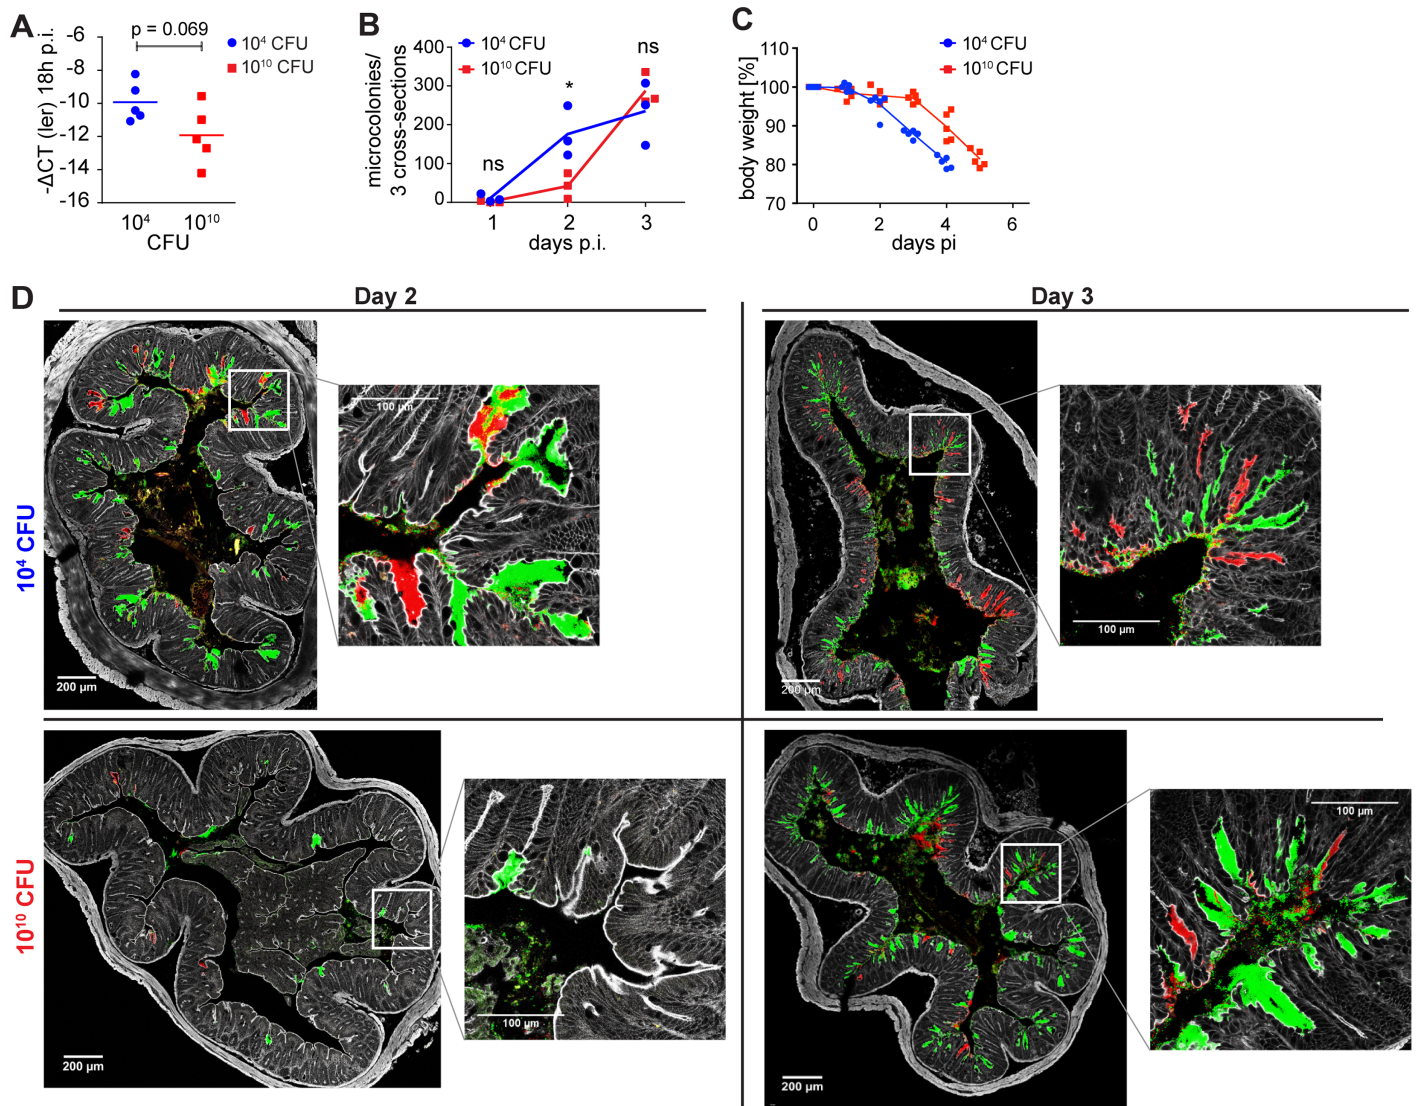 A
-ΔCT (ler) 18h p.i.
-6
-8
-10
-12
-14
-16
p = 0.069
10⁴ CFU
10¹⁰ CFU
10⁴
10¹⁰
CFU
B
microcolonies/
3 cross-sections
400
300
200
100
0
10⁴ CFU
10¹⁰ CFU
ns
*
ns
1
2
3
days p.i.
C
body weight [%]
110
100
90
80
70
10⁴ CFU
10¹⁰ CFU
0
2
4
6
days pi
D
Day 2
Day 3
10⁴ CFU
200 µm
100 µm
200 µm
100 µm
10¹⁰ CFU
200 µm
100 µm
200 µm
100 µm